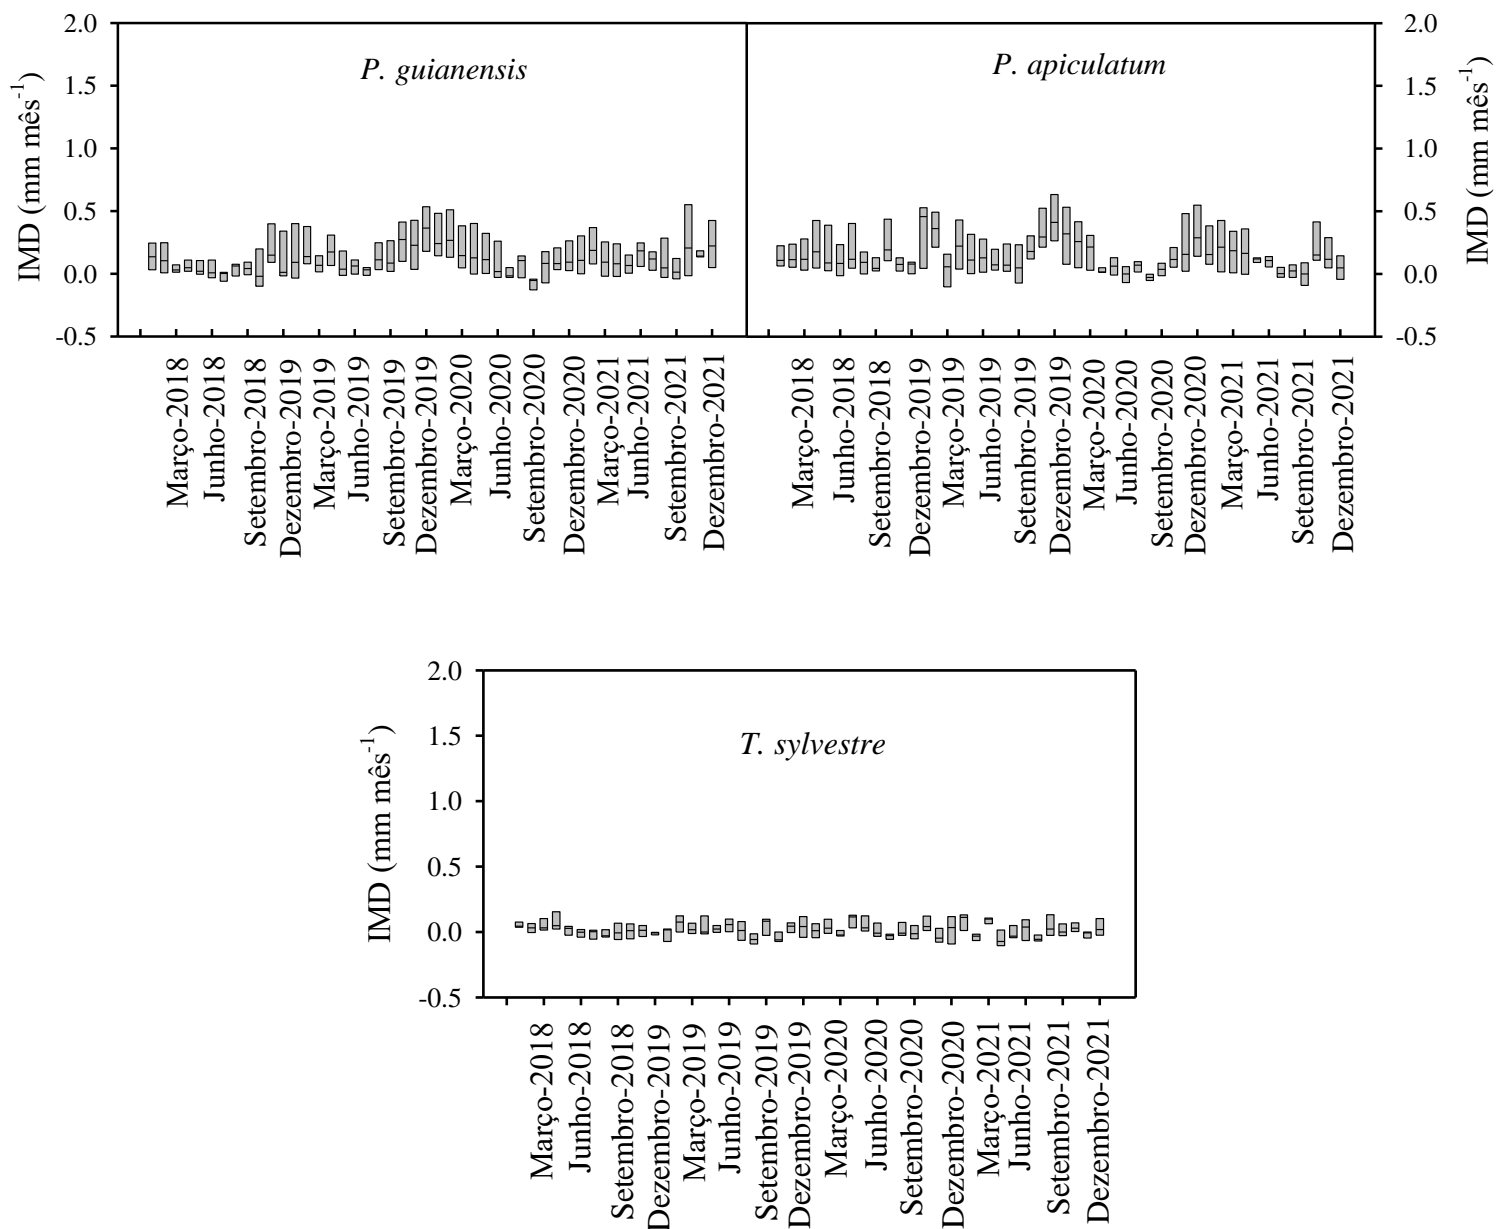 2.0
1.5
1.0
0.5
0.0
-0.5
IMD (mm mês-1)
P. guianensis
Março-2018
Junho-2018
Setembro-2018
Dezembro-2019
Março-2019
Junho-2019
Setembro-2019
Dezembro-2019
Março-2020
Junho-2020
Setembro-2020
Dezembro-2020
Março-2021
Junho-2021
Setembro-2021
Dezembro-2021
P. apiculatum
2.0
1.5
1.0
0.5
0.0
-0.5
IMD (mm mês-1)
Março-2018
Junho-2018
Setembro-2018
Dezembro-2019
Março-2019
Junho-2019
Setembro-2019
Dezembro-2019
Março-2020
Junho-2020
Setembro-2020
Dezembro-2020
Março-2021
Junho-2021
Setembro-2021
Dezembro-2021
2.0
1.5
1.0
0.5
0.0
-0.5
IMD (mm mês-1)
T. sylvestre
Março-2018
Junho-2018
Setembro-2018
Dezembro-2019
Março-2019
Junho-2019
Setembro-2019
Dezembro-2019
Março-2020
Junho-2020
Setembro-2020
Dezembro-2020
Março-2021
Junho-2021
Setembro-2021
Dezembro-2021